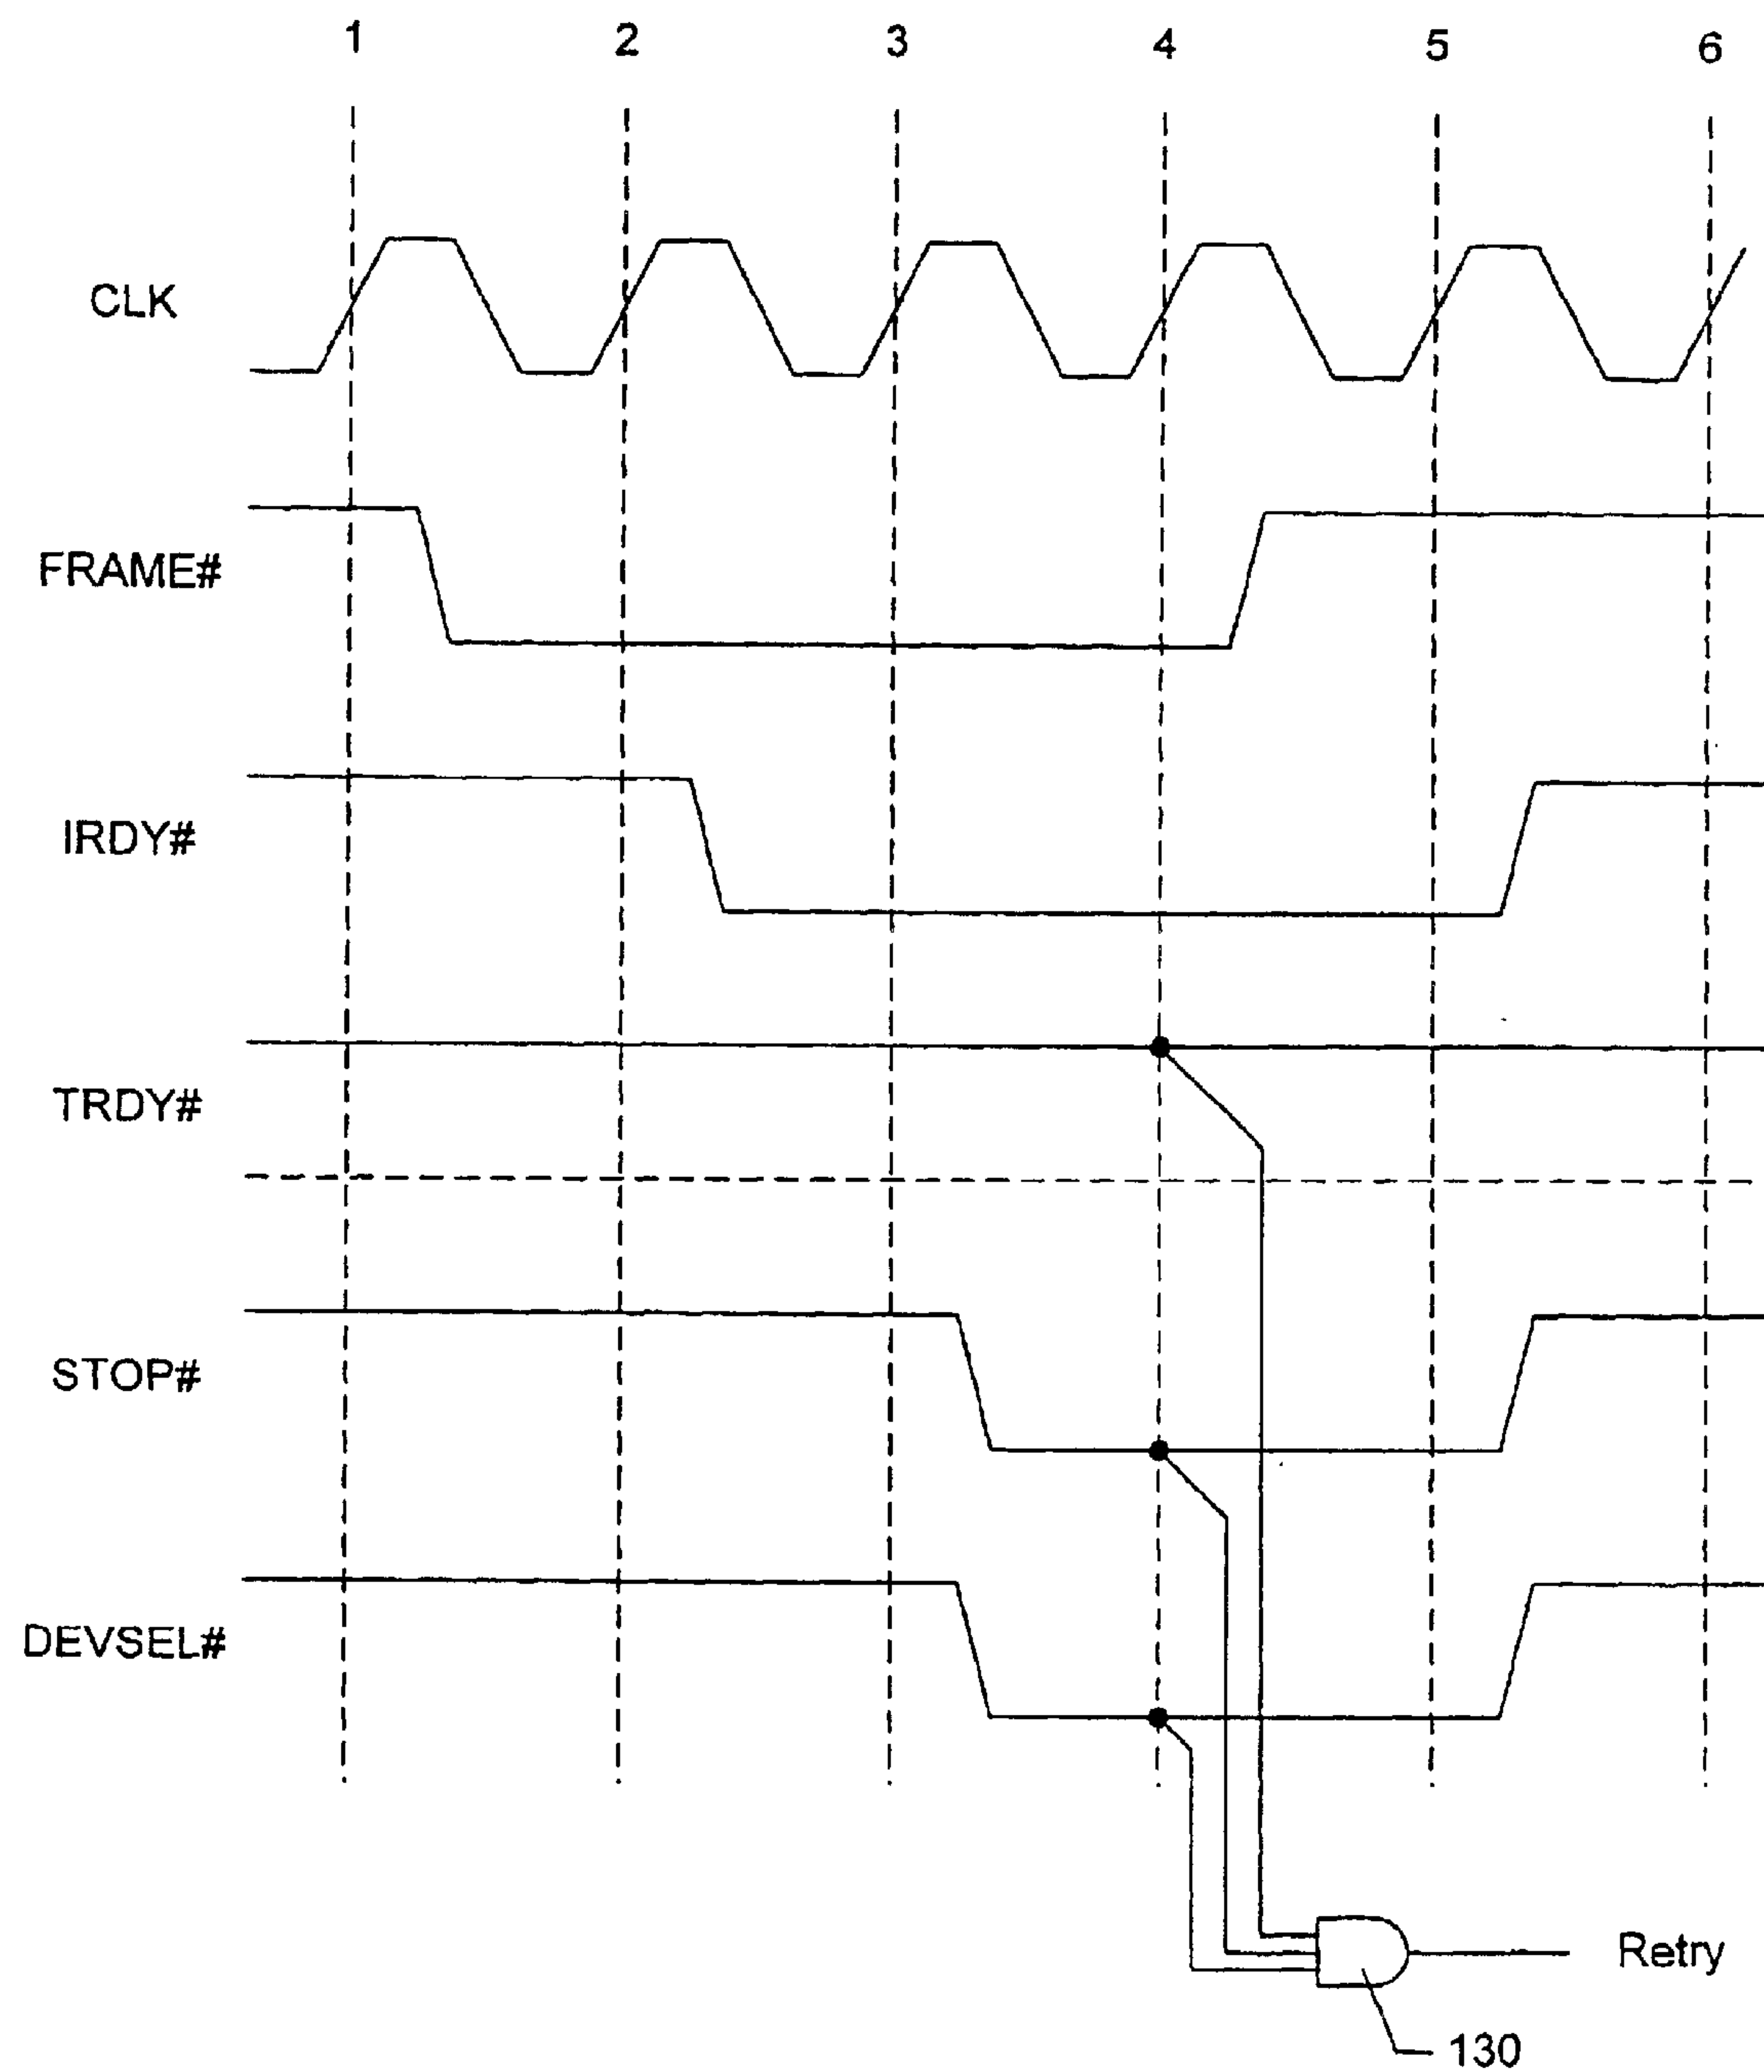 1 2 3 4 5 6
CLK
FRAME#
IRDY#
TRDY#
STOP#
DEVSEL#
Retry
130